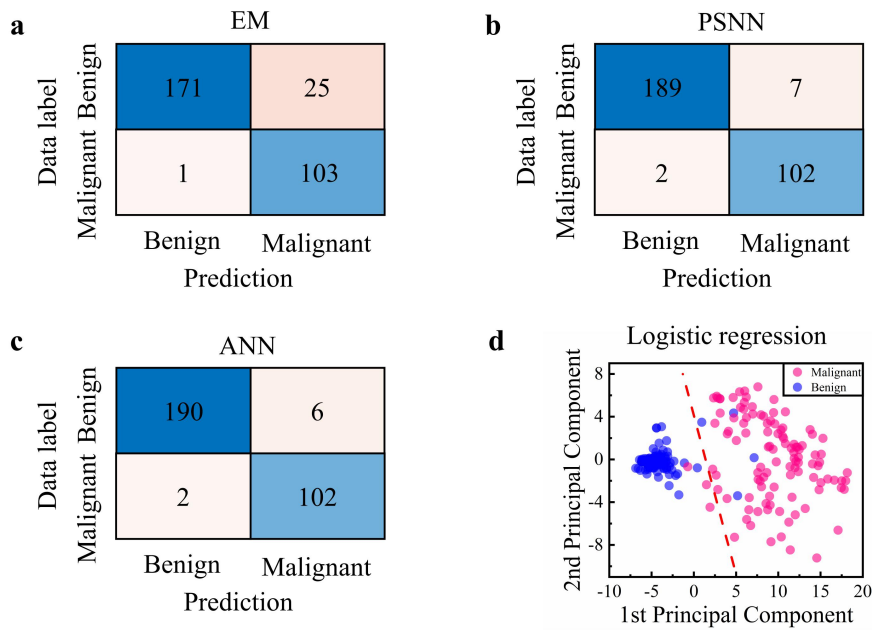 a
EM
Data label
Malignant Benign
171 25
1 103
Benign Malignant
Prediction
b
PSNN
Data label
Malignant Benign
189 7
2 102
Benign Malignant
Prediction
c
ANN
Data label
Malignant Benign
190 6
2 102
Benign Malignant
Prediction
d
Logistic regression
2nd Principal Component
8
4
0
-4
-8
Malignant
Benign
-10 -5 0 5 10 15 20
1st Principal Component